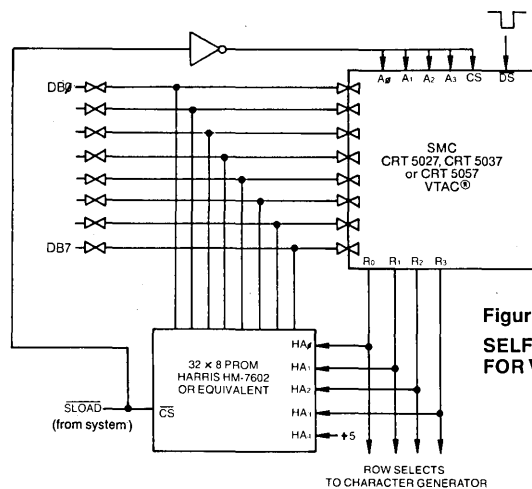 AØ A1 A2 A3 CS DS
DBØ
SMC
CRT 5027, CRT 5037
or CRT 5057
VTAC®
DB7
R0 R1 R2 R3
Figur
SELF
FOR V
32 × 8 PROM
HARRIS HM-7602
OR EQUIVALENT
HAØ
HA1
HA2
HA3
SLOAD
(from system)
CS
+5
ROW SELECTS
TO CHARACTER GENERATOR